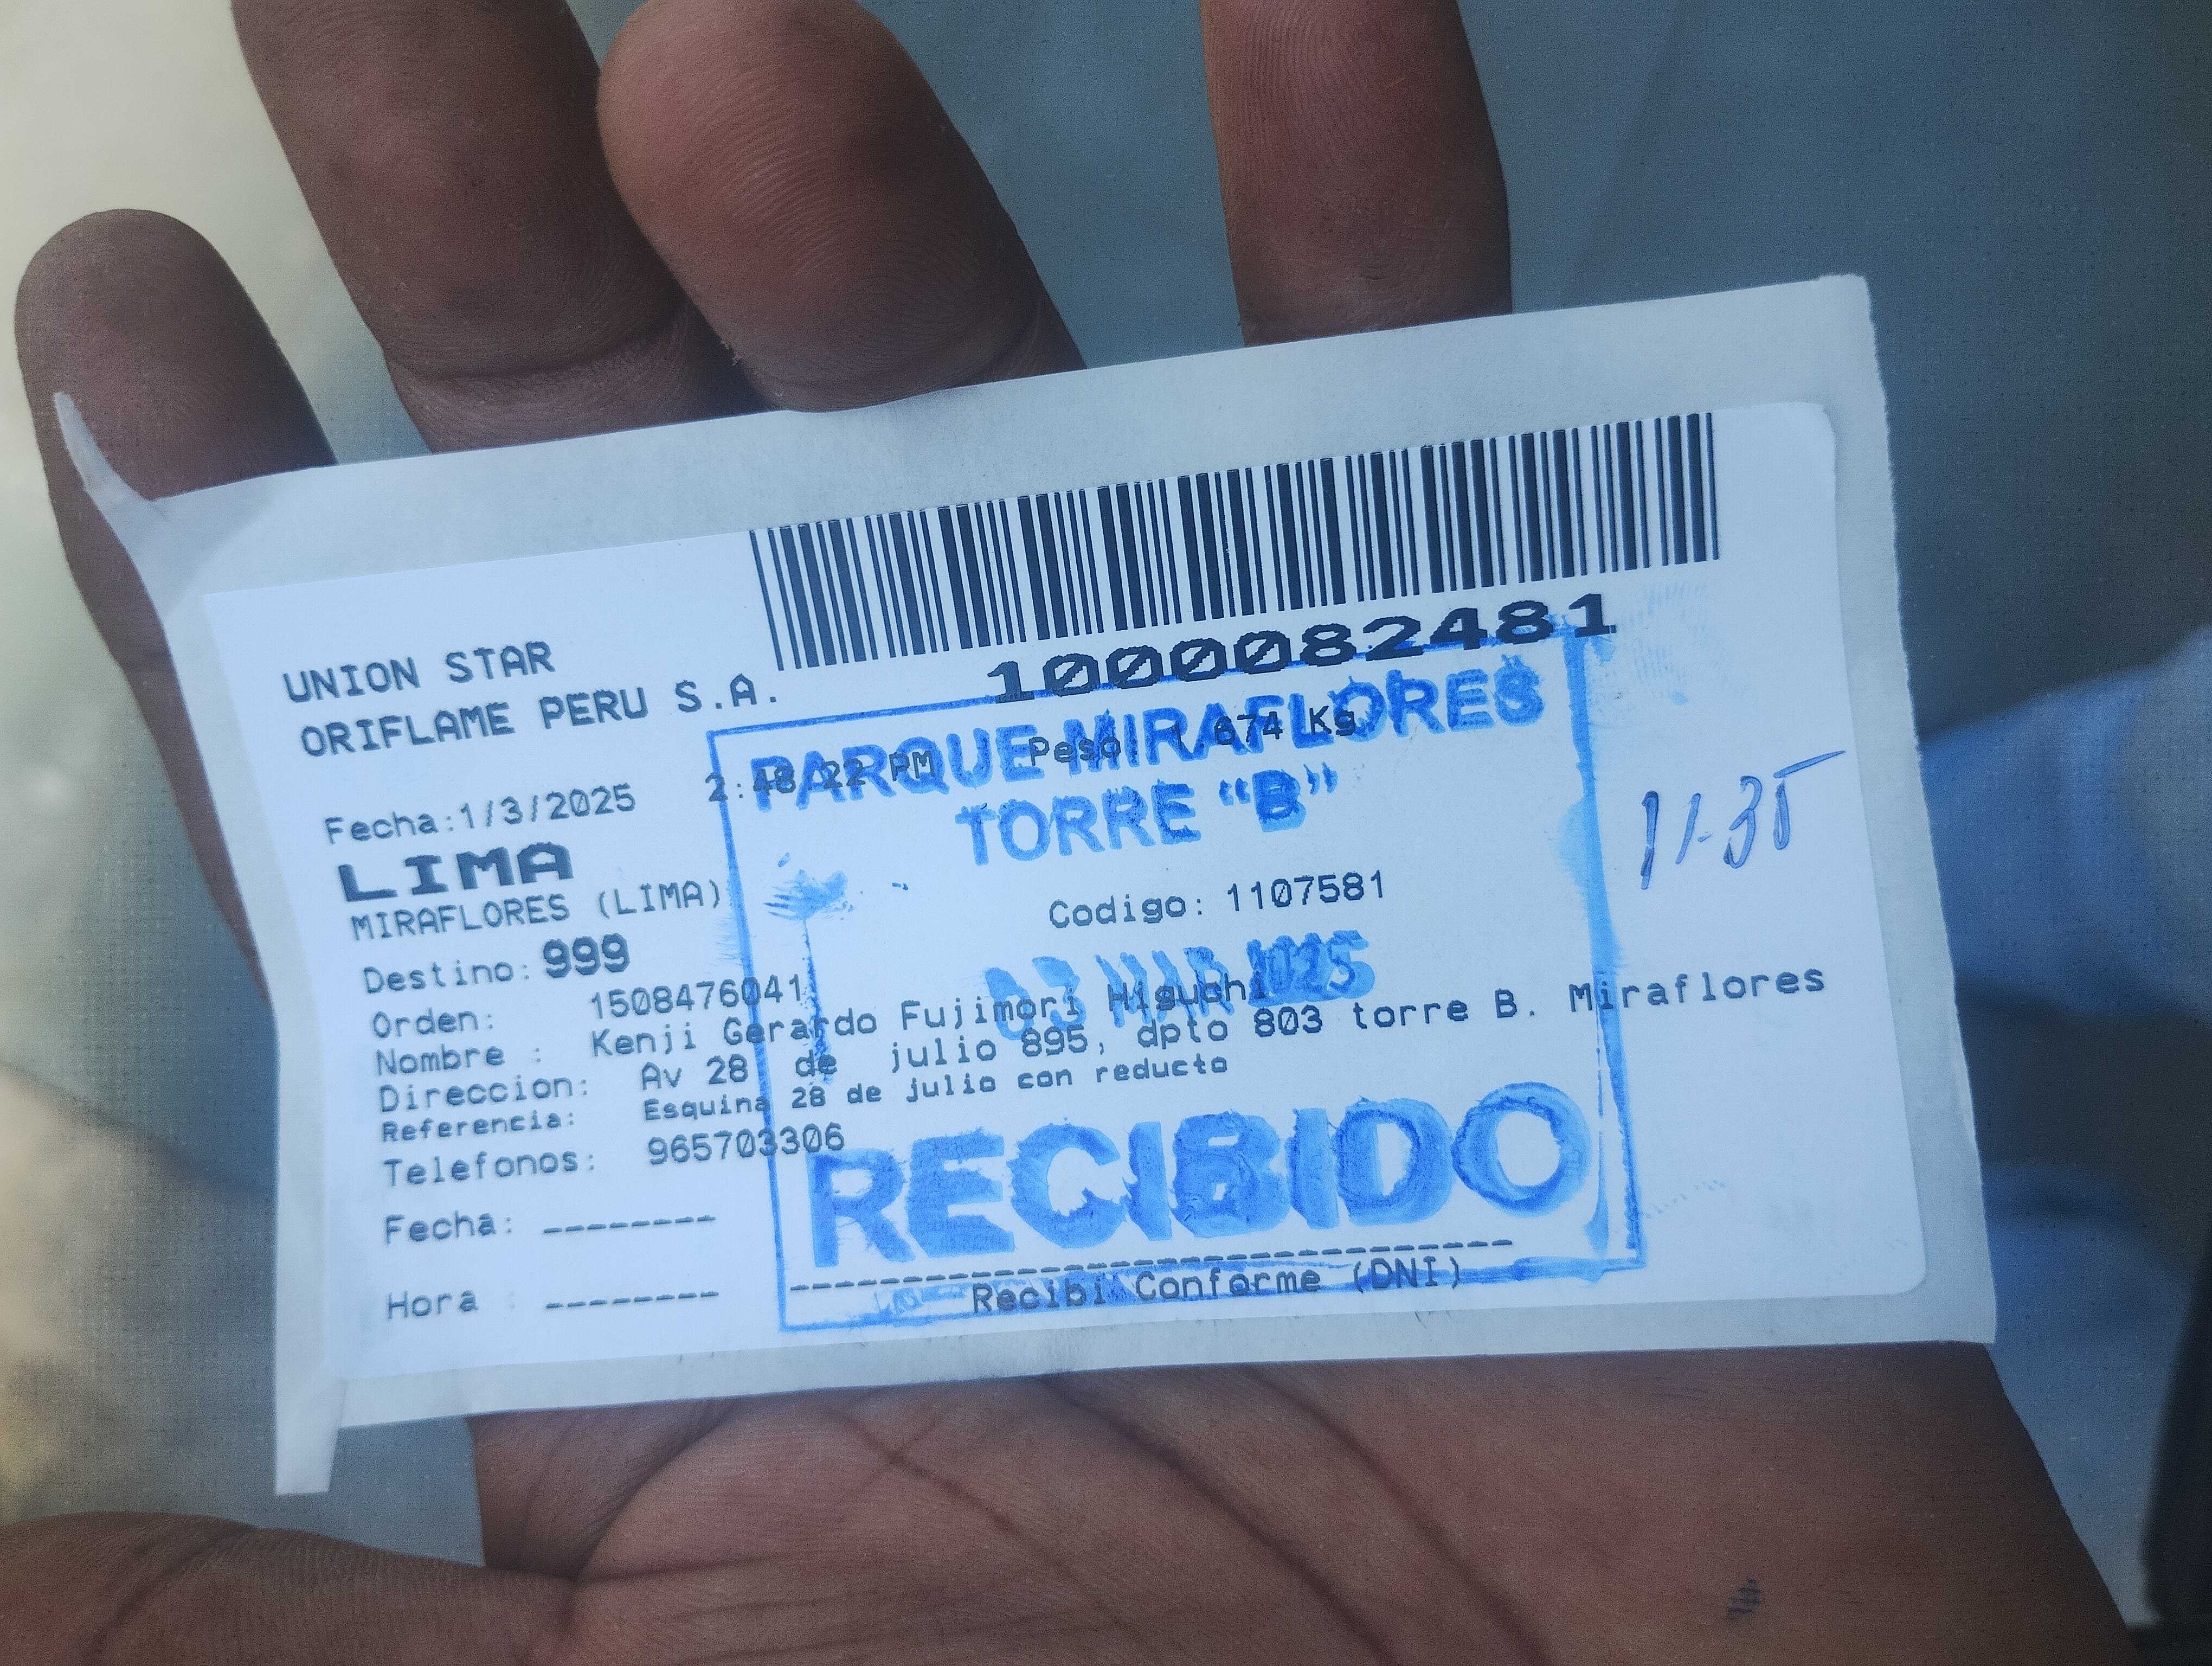 1000082481
UNION STAR
ORIFLAME PERU S.A.
PARQUE MIRAFLORES
TORRE "B"
Fecha:1/3/2025 2:48:22 PM Peso: 1.674 Kg
LIMA
MIRAFLORES (LIMA)
11-35
Codigo: 1107581
Destino: 999
03 MAR 2025
Orden: 1508476041
Nombre : Kenji Gerardo Fujimori Higuchi
Direccion: Av 28 de julio 895, dpto 803 torre B. Miraflores
Referencia: Esquina 28 de julio con reducto
Telefonos: 965703306
RECIBIDO
Fecha: --------
Hora : --------
Recibi Conforme (DNI)